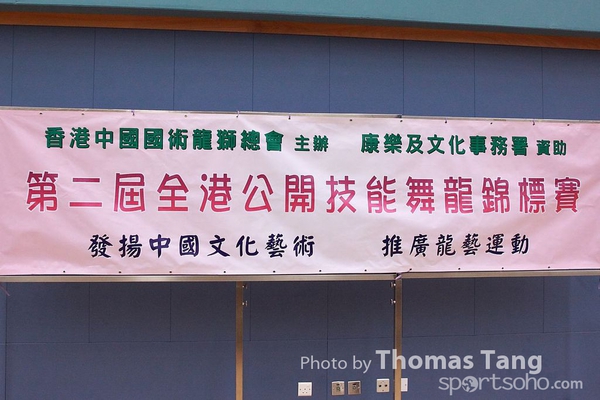 香港中國國術龍獅總會 主辦 康樂及文化事務署 資助
第二屆全港公開技能舞龍錦標賽
發揚中國文化藝術 推廣龍藝運動
Photo by Thomas Tang
sportsoho.com